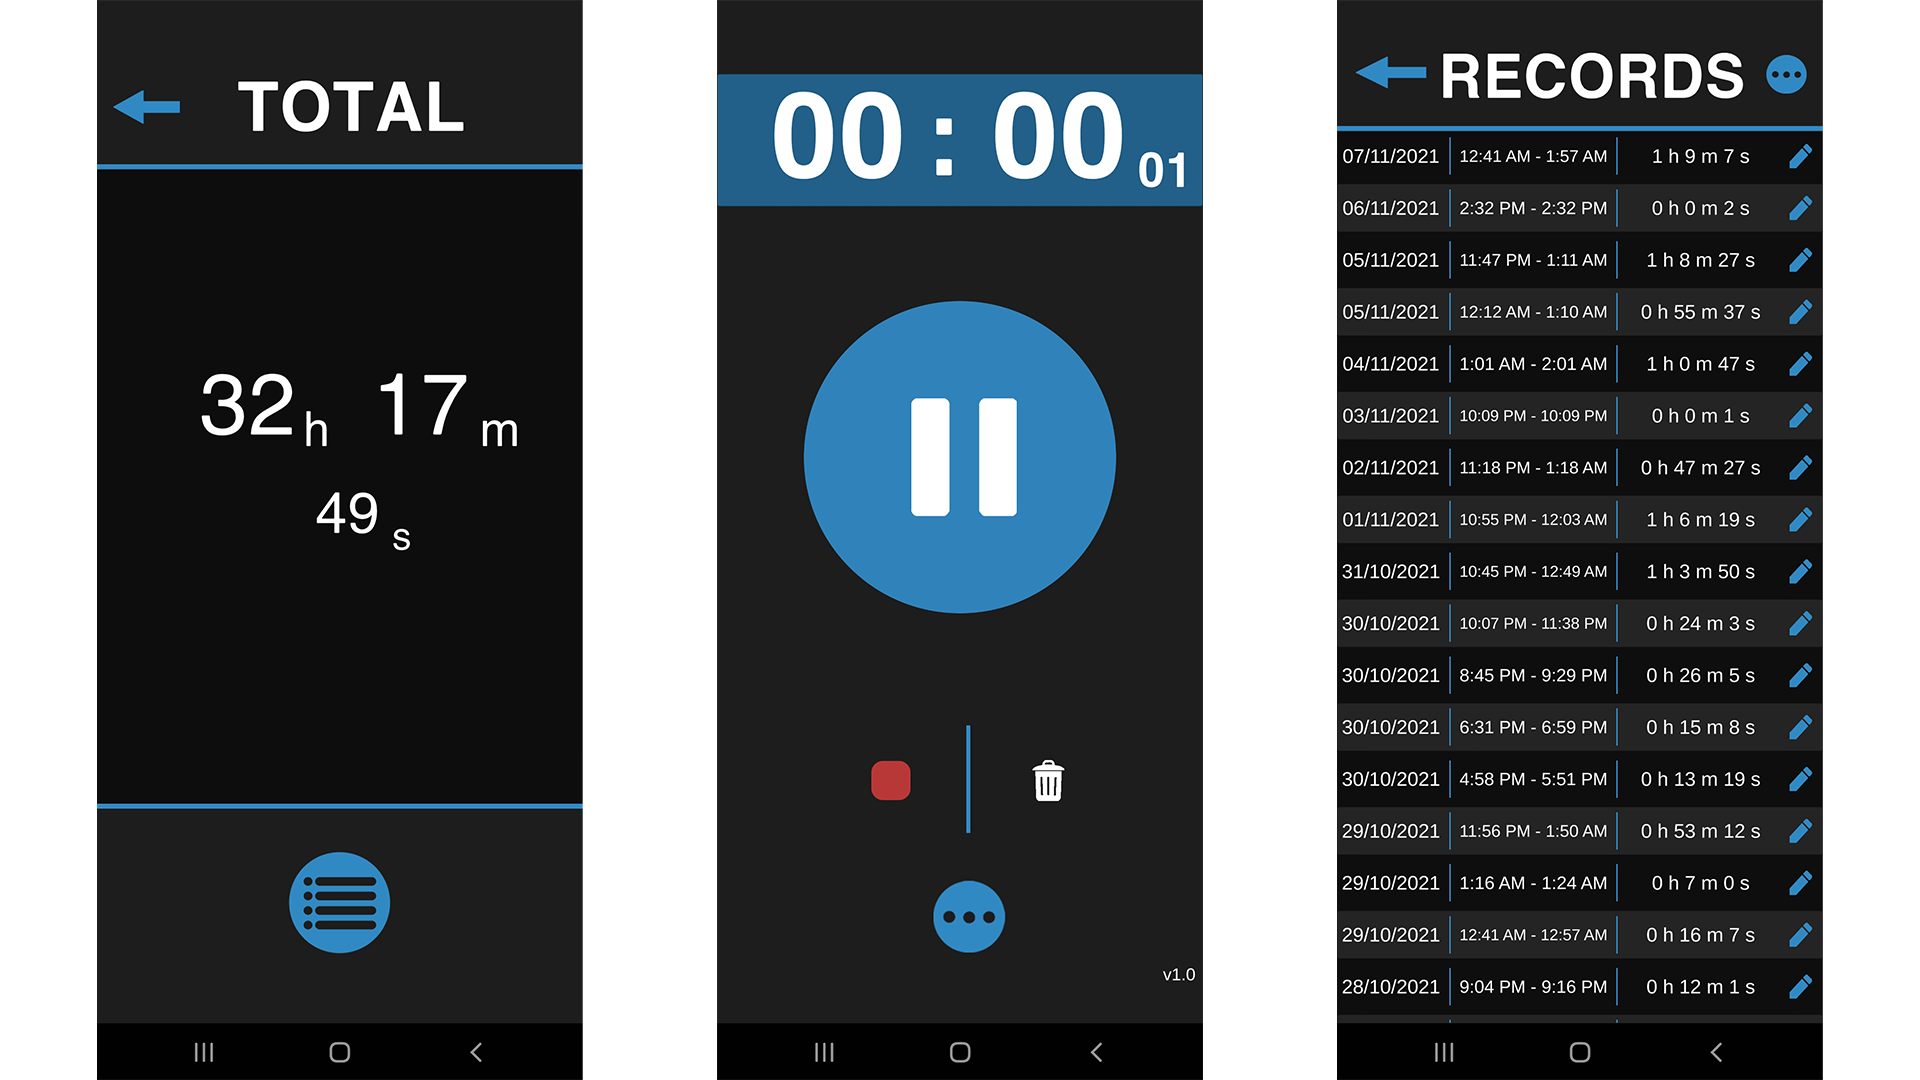 TOTAL
32 h 17 m
49 s
00 : 00 01
v1.0
RECORDS
07/11/2021 12:41 AM - 1:57 AM 1 h 9 m 7 s
06/11/2021 2:32 PM - 2:32 PM 0 h 0 m 2 s
05/11/2021 11:47 PM - 1:11 AM 1 h 8 m 27 s
05/11/2021 12:12 AM - 1:10 AM 0 h 55 m 37 s
04/11/2021 1:01 AM - 2:01 AM 1 h 0 m 47 s
03/11/2021 10:09 PM - 10:09 PM 0 h 0 m 1 s
02/11/2021 11:18 PM - 1:18 AM 0 h 47 m 27 s
01/11/2021 10:55 PM - 12:03 AM 1 h 6 m 19 s
31/10/2021 10:45 PM - 12:49 AM 1 h 3 m 50 s
30/10/2021 10:07 PM - 11:38 PM 0 h 24 m 3 s
30/10/2021 8:45 PM - 9:29 PM 0 h 26 m 5 s
30/10/2021 6:31 PM - 6:59 PM 0 h 15 m 8 s
30/10/2021 4:58 PM - 5:51 PM 0 h 13 m 19 s
29/10/2021 11:56 PM - 1:50 AM 0 h 53 m 12 s
29/10/2021 1:16 AM - 1:24 AM 0 h 7 m 0 s
29/10/2021 12:41 AM - 12:57 AM 0 h 16 m 7 s
28/10/2021 9:04 PM - 9:16 PM 0 h 12 m 1 s